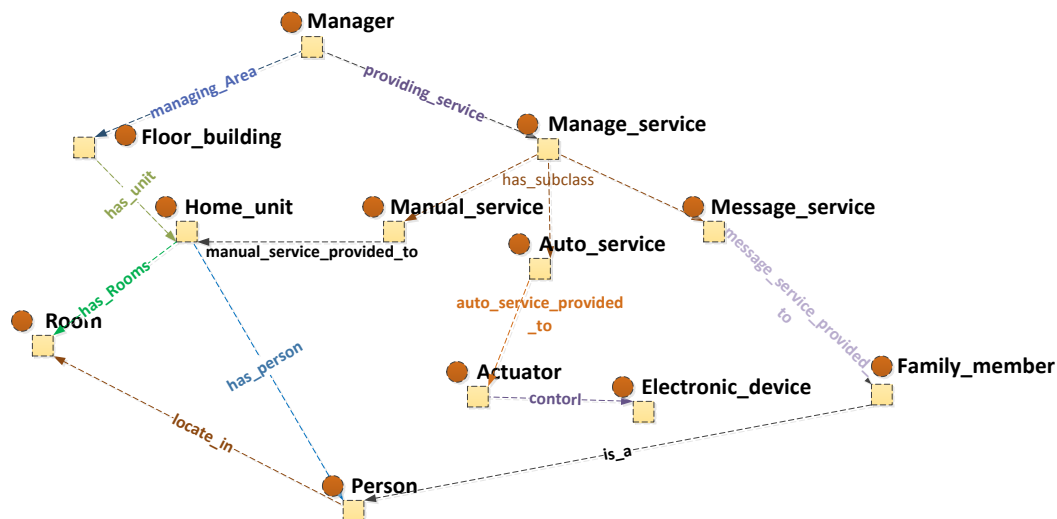 Manager
managing_Area
providing_service
Manage_service
Floor_building
has_unit
has_subclass
Home_unit
Manual_service
Message_service
manual_service_provided_to
Auto_service
message_service_provided_
to
has_Rooms
auto_service_provided
_to
Room
has_person
Actuator
Electronic_device
Family_member
contorl
locate_in
is_a
Person